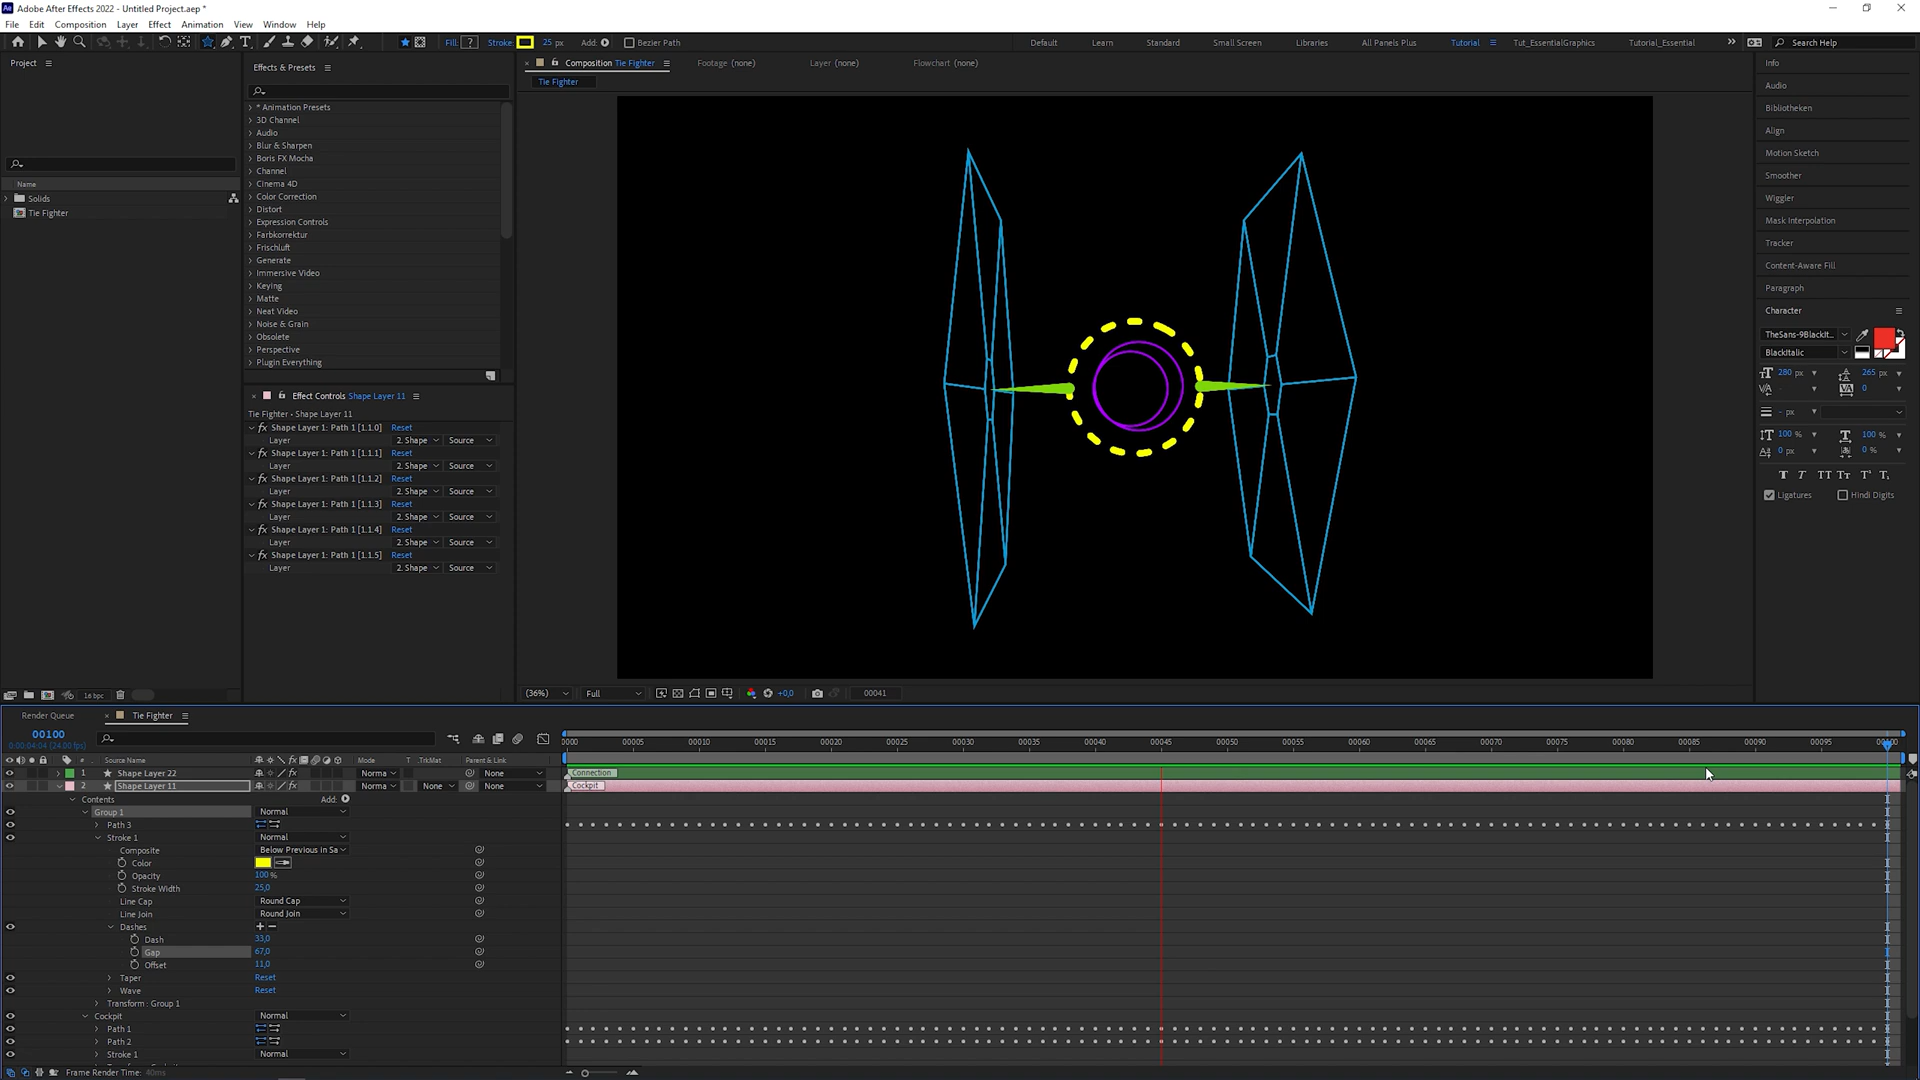 Adobe After Effects 2022 - Untitled Project.aep *
File Edit Composition Layer Effect Animation View Window Help
Fill: ? Stroke: 25 px Add: Bezier Path Default Learn Standard Small Screen Libraries All Panels Plus Tutorial Tut_EssentialGraphics Tutorial_Essential Search Help
Project
Name
Solids
Tie Fighter
16 bpc
Effects & Presets
* Animation Presets
3D Channel
Audio
Blur & Sharpen
Boris FX Mocha
Channel
Cinema 4D
Color Correction
Distort
Expression Controls
Farbkorrektur
Frischluft
Generate
Immersive Video
Keying
Matte
Neat Video
Noise & Grain
Obsolete
Perspective
Plugin Everything
Effect Controls Shape Layer 11
Tie Fighter • Shape Layer 11
fx Shape Layer 1: Path 1 [1.1.0] Reset
Layer 2. Shape Source
fx Shape Layer 1: Path 1 [1.1.1] Reset
Layer 2. Shape Source
fx Shape Layer 1: Path 1 [1.1.2] Reset
Layer 2. Shape Source
fx Shape Layer 1: Path 1 [1.1.3] Reset
Layer 2. Shape Source
fx Shape Layer 1: Path 1 [1.1.4] Reset
Layer 2. Shape Source
fx Shape Layer 1: Path 1 [1.1.5] Reset
Layer 2. Shape Source
Composition Tie Fighter Footage (none) Layer (none) Flowchart (none)
Tie Fighter
(36%) Full +0,0 00041
Info
Audio
Bibliotheken
Align
Motion Sketch
Smoother
Wiggler
Mask Interpolation
Tracker
Content-Aware Fill
Paragraph
Character
TheSans-9BlackIt...
BlackItalic
280 px 265 px
0
- px
100 % 100 %
0 px 0 %
Ligatures Hindi Digits
Render Queue Tie Fighter
00100
0:00:04:04 (24.00 fps)
# Source Name Mode T .TrkMat Parent & Link
0000 00005 00010 00015 00020 00025 00030 00035 00040 00045 00050 00055 00060 00065 00070 00075 00080 00085 00090 00095 00100
1 Shape Layer 22 Norma None Connection
2 Shape Layer 11 Norma None None Cockpit
Contents Add:
Group 1 Normal
Path 3
Stroke 1 Normal
Composite Below Previous in Sa
Color
Opacity 100 %
Stroke Width 25,0
Line Cap Round Cap
Line Join Round Join
Dashes + −
Dash 33,0
Gap 67,0
Offset 11,0
Taper Reset
Wave Reset
Transform : Group 1
Cockpit Normal
Path 1
Path 2
Stroke 1 Normal
Frame Render Time: 40ms